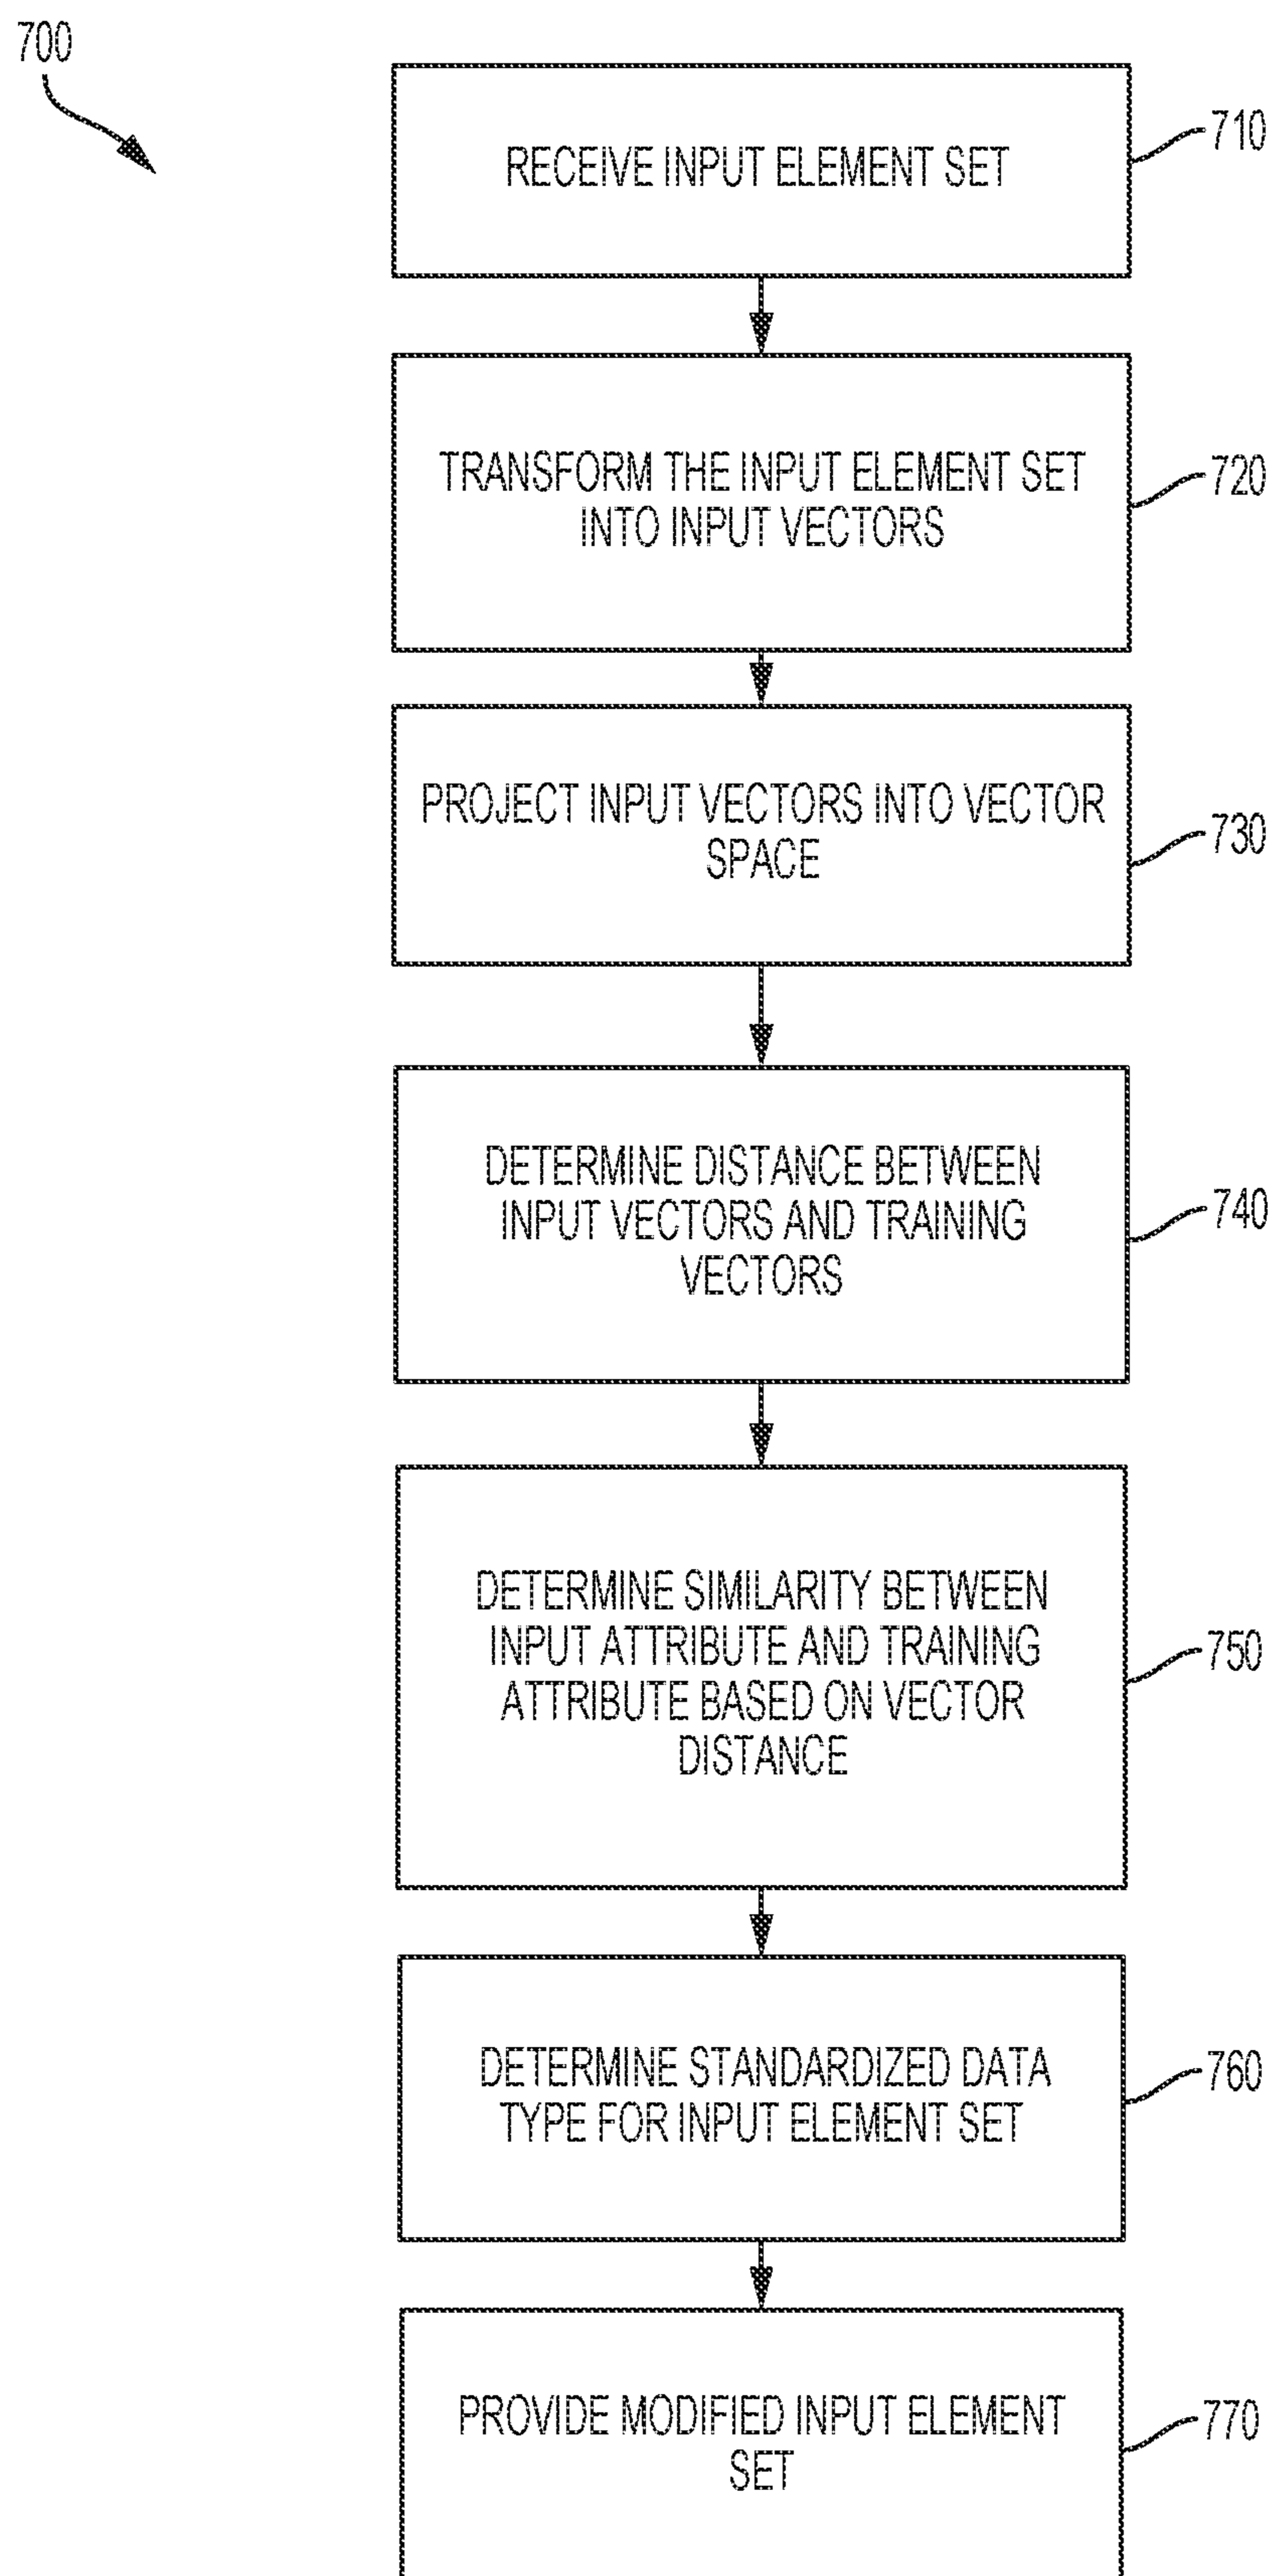 700
RECEIVE INPUT ELEMENT SET
710
TRANSFORM THE INPUT ELEMENT SET
INTO INPUT VECTORS
720
PROJECT INPUT VECTORS INTO VECTOR
SPACE
730
DETERMINE DISTANCE BETWEEN
INPUT VECTORS AND TRAINING
VECTORS
740
DETERMINE SIMILARITY BETWEEN
INPUT ATTRIBUTE AND TRAINING
ATTRIBUTE BASED ON VECTOR
DISTANCE
750
DETERMINE STANDARDIZED DATA
TYPE FOR INPUT ELEMENT SET
760
PROVIDE MODIFIED INPUT ELEMENT
SET
770